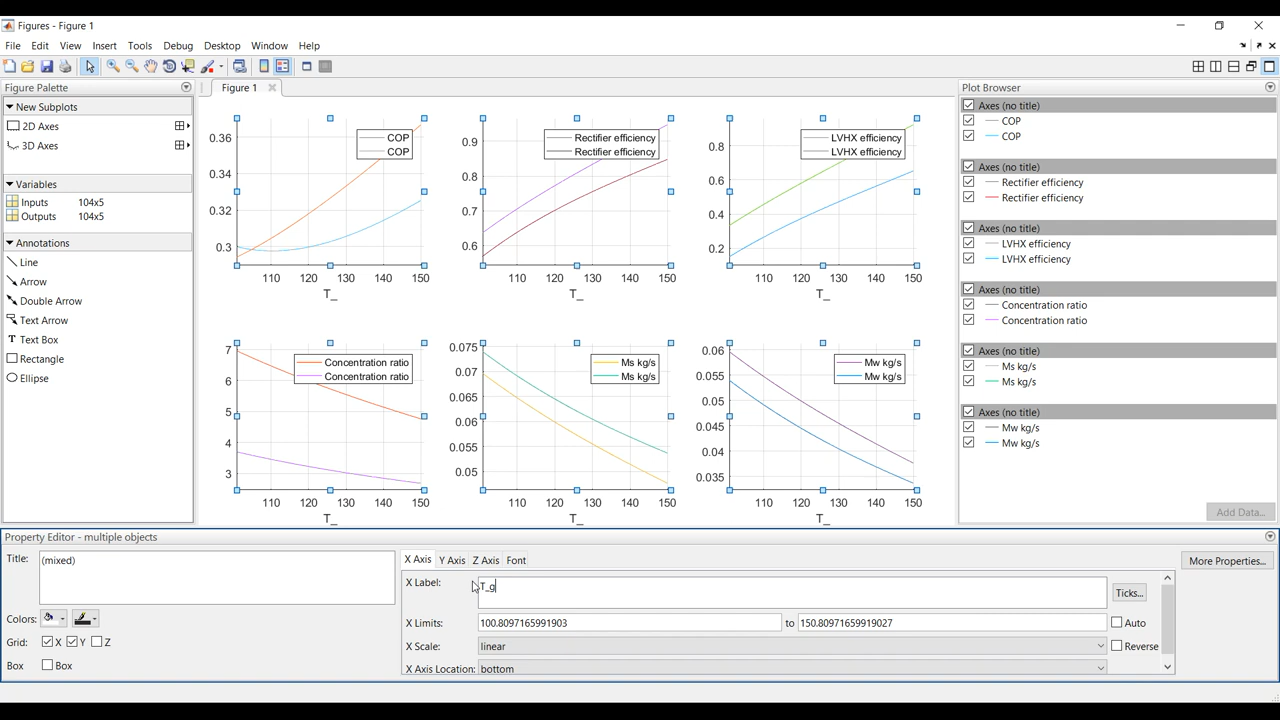 Figures - Figure 1
File Edit View Insert Tools Debug Desktop Window Help
Figure Palette
New Subplots
2D Axes
3D Axes
Variables
Inputs 104x5
Outputs 104x5
Annotations
Line
Arrow
Double Arrow
Text Arrow
Text Box
Rectangle
Ellipse
Figure 1
COP
COP
0.36
0.34
0.32
0.3
110 120 130 140 150
T_
Rectifier efficiency
Rectifier efficiency
0.9
0.8
0.7
0.6
110 120 130 140 150
T_
LVHX efficiency
LVHX efficiency
0.8
0.6
0.4
0.2
110 120 130 140 150
T_
Concentration ratio
Concentration ratio
7
6
5
4
3
110 120 130 140 150
T_
Ms kg/s
Ms kg/s
0.075
0.07
0.065
0.06
0.055
0.05
110 120 130 140 150
T_
Mw kg/s
Mw kg/s
0.06
0.055
0.05
0.045
0.04
0.035
110 120 130 140 150
T_
Plot Browser
Axes (no title)
COP
COP
Axes (no title)
Rectifier efficiency
Rectifier efficiency
Axes (no title)
LVHX efficiency
LVHX efficiency
Axes (no title)
Concentration ratio
Concentration ratio
Axes (no title)
Ms kg/s
Ms kg/s
Axes (no title)
Mw kg/s
Mw kg/s
Add Data...
Property Editor - multiple objects
Title: (mixed)
Colors:
Grid: X Y Z
Box Box
X Axis Y Axis Z Axis Font
X Label: T_g
Ticks...
X Limits: 100.8097165991903 to 150.80971659919027 Auto
X Scale: linear Reverse
X Axis Location: bottom
More Properties...